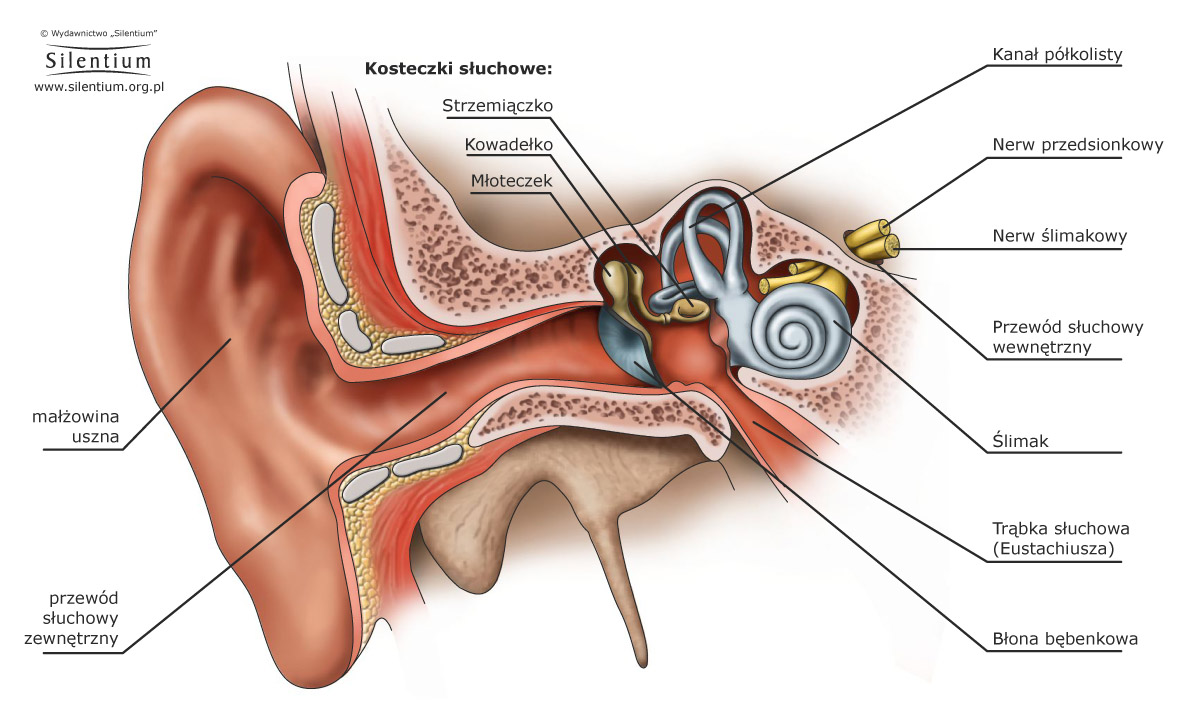 © Wydawnictwo „Silentium”
Silentium
www.silentium.org.pl
Kosteczki słuchowe:
Strzemiączko
Kowadełko
Młoteczek
Kanał półkolisty
Nerw przedsionkowy
Nerw ślimakowy
Przewód słuchowy
wewnętrzny
Ślimak
Trąbka słuchowa
(Eustachiusza)
Błona bębenkowa
małżowina
uszna
przewód
słuchowy
zewnętrzny